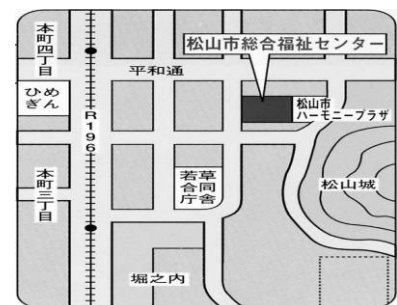 本町四丁目
松山市総合福祉センター
平和通
ひめ
ぎん
松山市
ハーモニープラザ
R196
本町三丁目
若草
合同
庁舎
松山城
堀之内